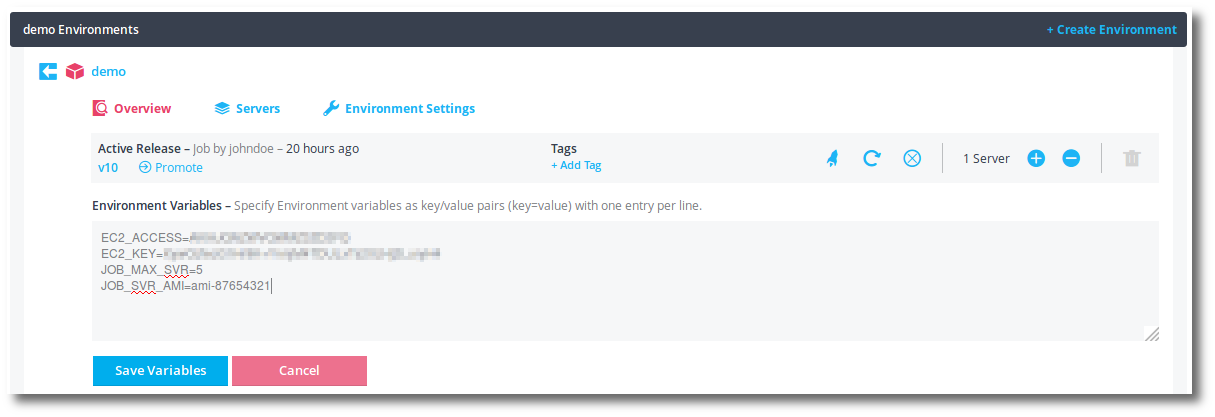 demo Environments
+ Create Environment
demo
Overview
Servers
Environment Settings
Active Release – Job by johndoe – 20 hours ago
Tags
v10
Promote
+ Add Tag
1 Server
Environment Variables – Specify Environment variables as key/value pairs (key=value) with one entry per line.
EC2_ACCESS=
EC2_KEY=
JOB_MAX_SVR=5
JOB_SVR_AMI=ami-87654321
Save Variables
Cancel